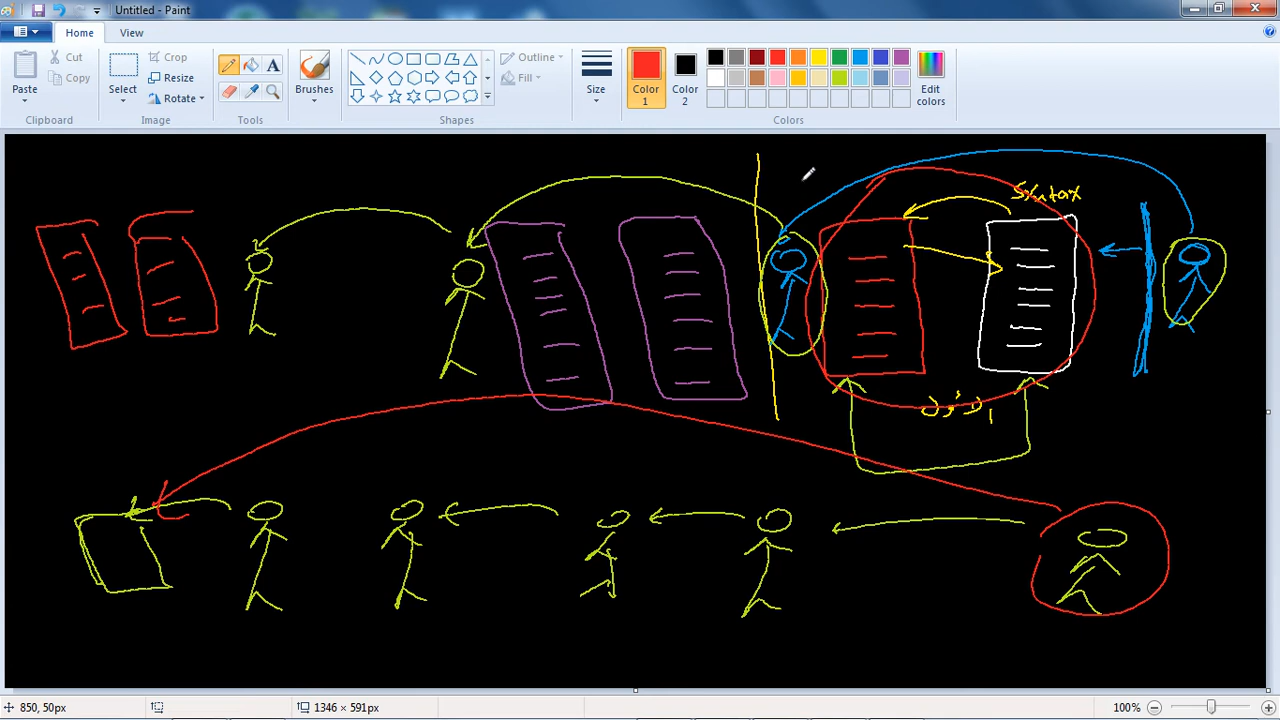 Untitled - Paint
Home
View
Paste
Cut
Copy
Clipboard
Select
Crop
Resize
Rotate
Image
A
Tools
Brushes
Shapes
Outline
Fill
Size
Color
1
Color
2
Edit
colors
Colors
850, 50px
1346 × 591px
100%